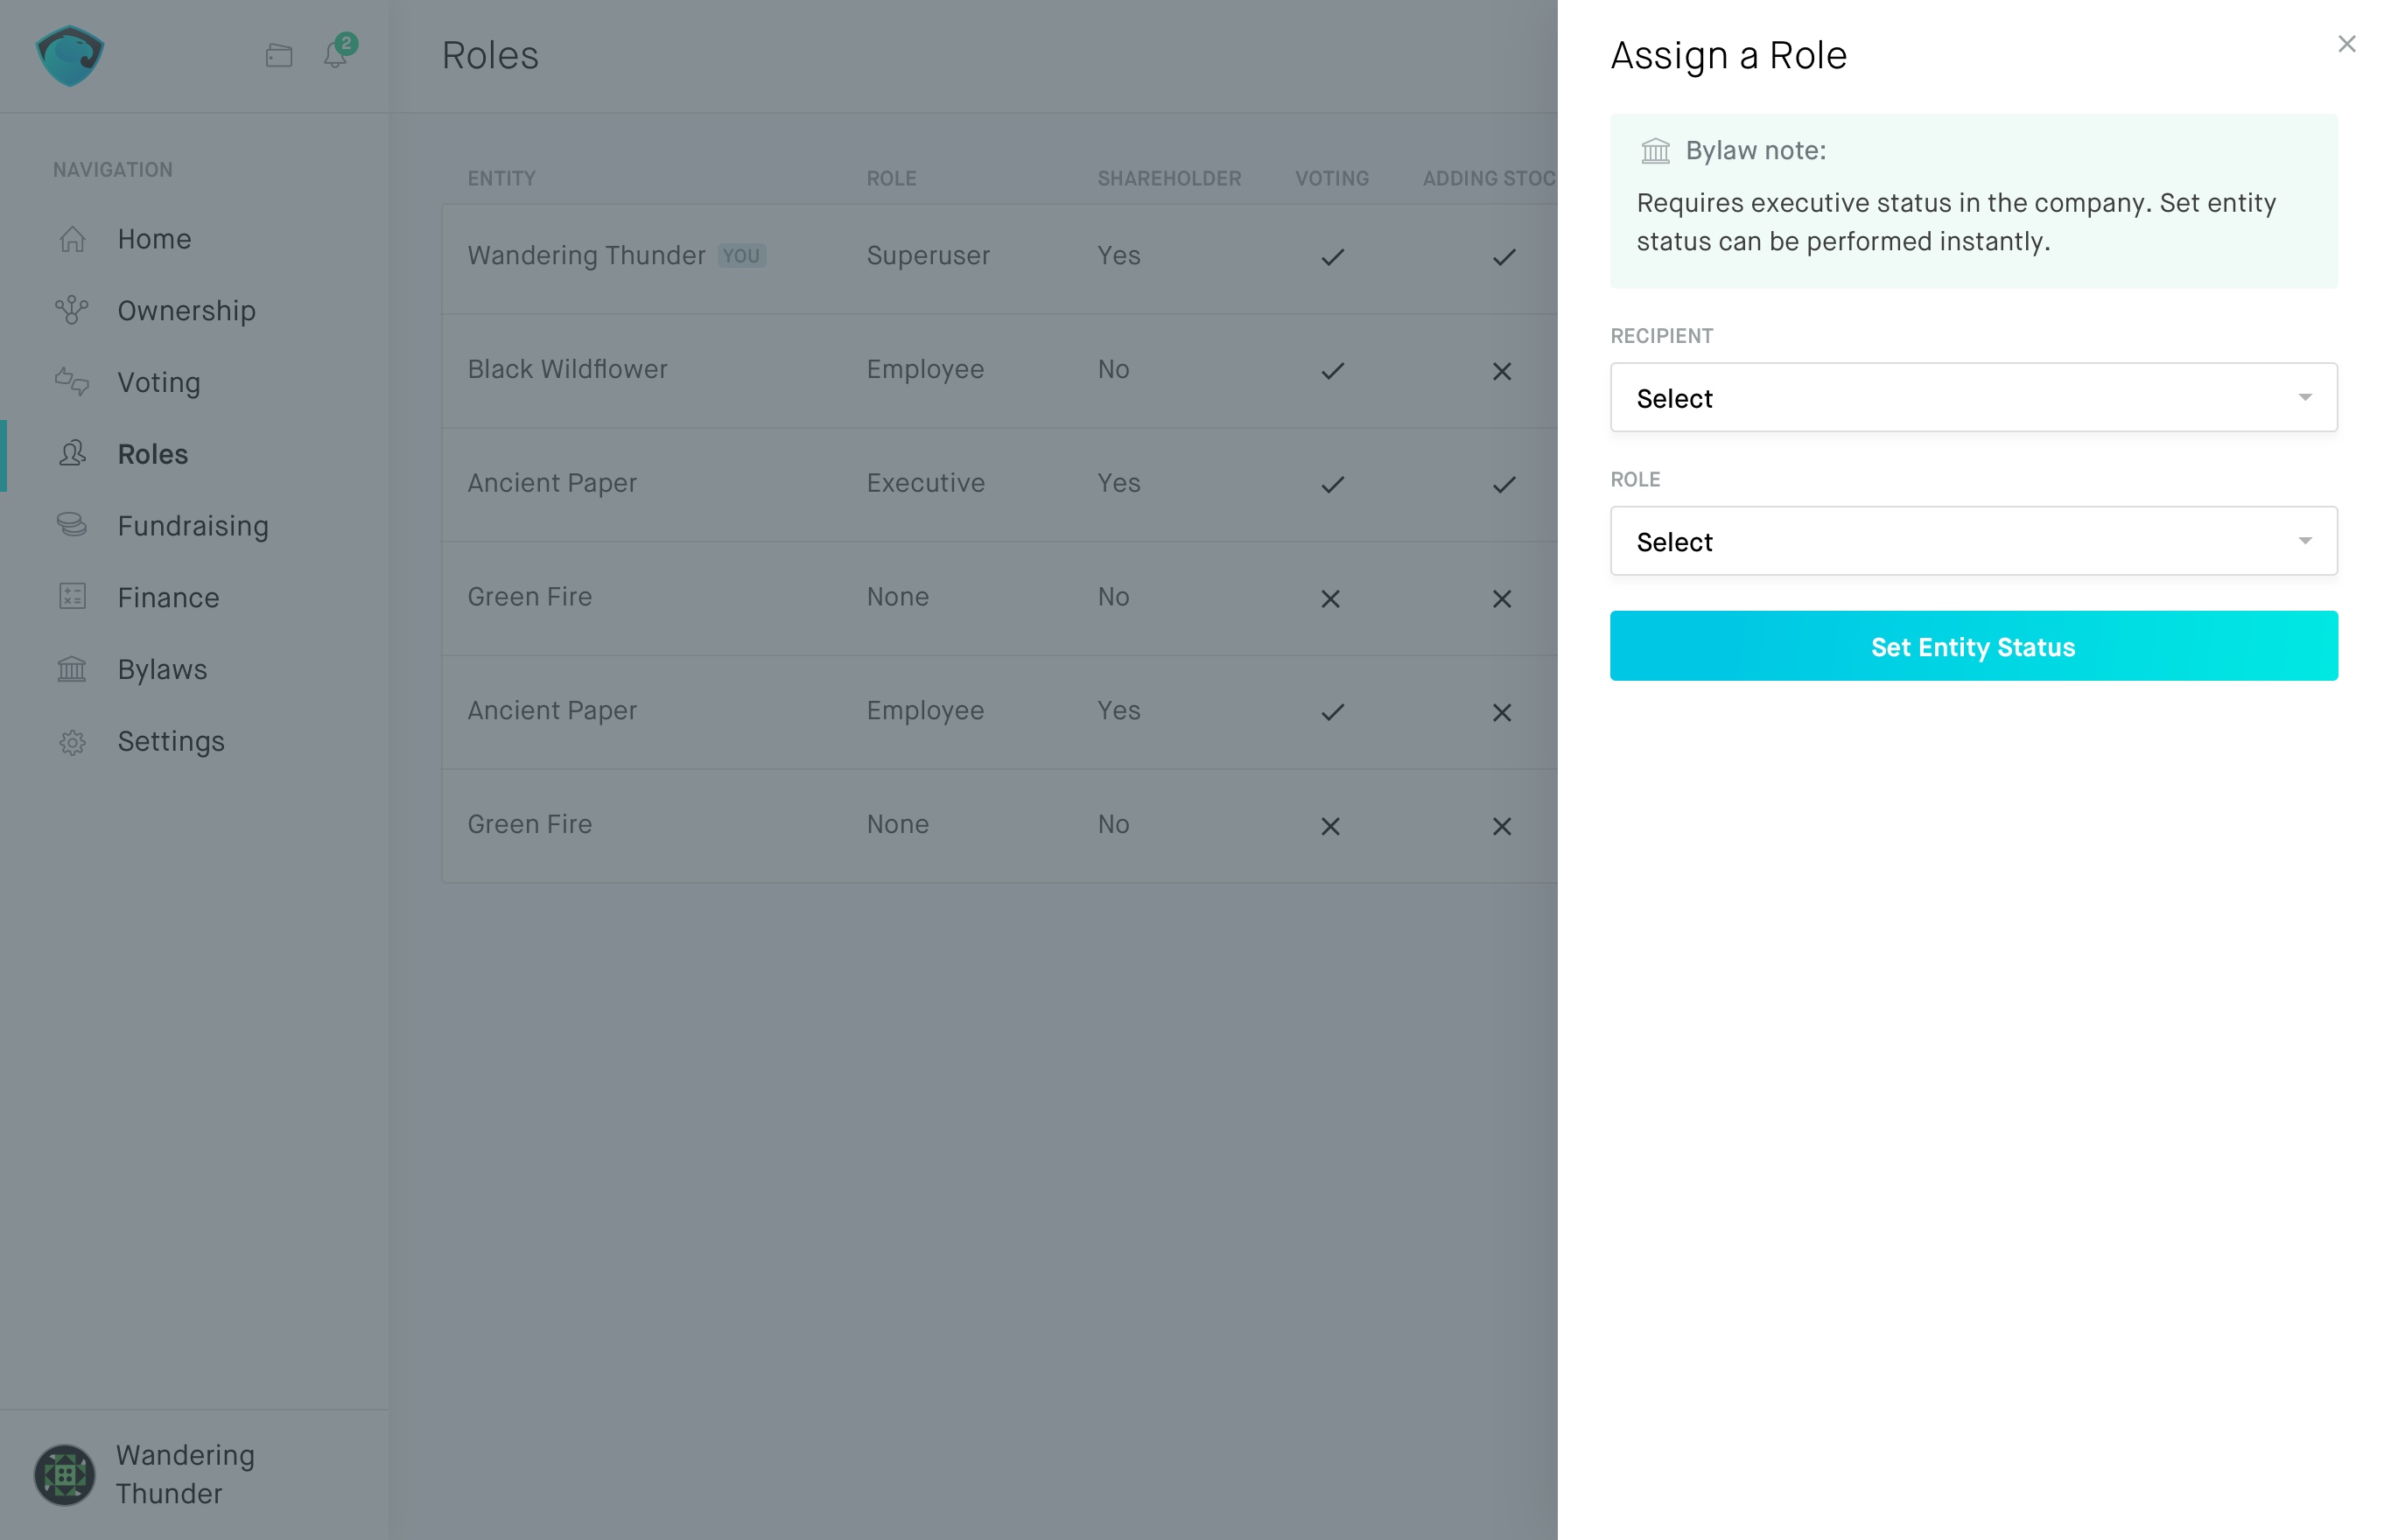 2
NAVIGATION
Home
Ownership
Voting
Roles
Fundraising
Finance
Bylaws
Settings
Wandering
Thunder
Roles
ENTITY ROLE SHAREHOLDER VOTING ADDING STOC
Wandering Thunder YOU Superuser Yes
Black Wildflower Employee No
Ancient Paper Executive Yes
Green Fire None No
Ancient Paper Employee Yes
Green Fire None No
Assign a Role
Bylaw note:
Requires executive status in the company. Set entity
status can be performed instantly.
RECIPIENT
Select
ROLE
Select
Set Entity Status